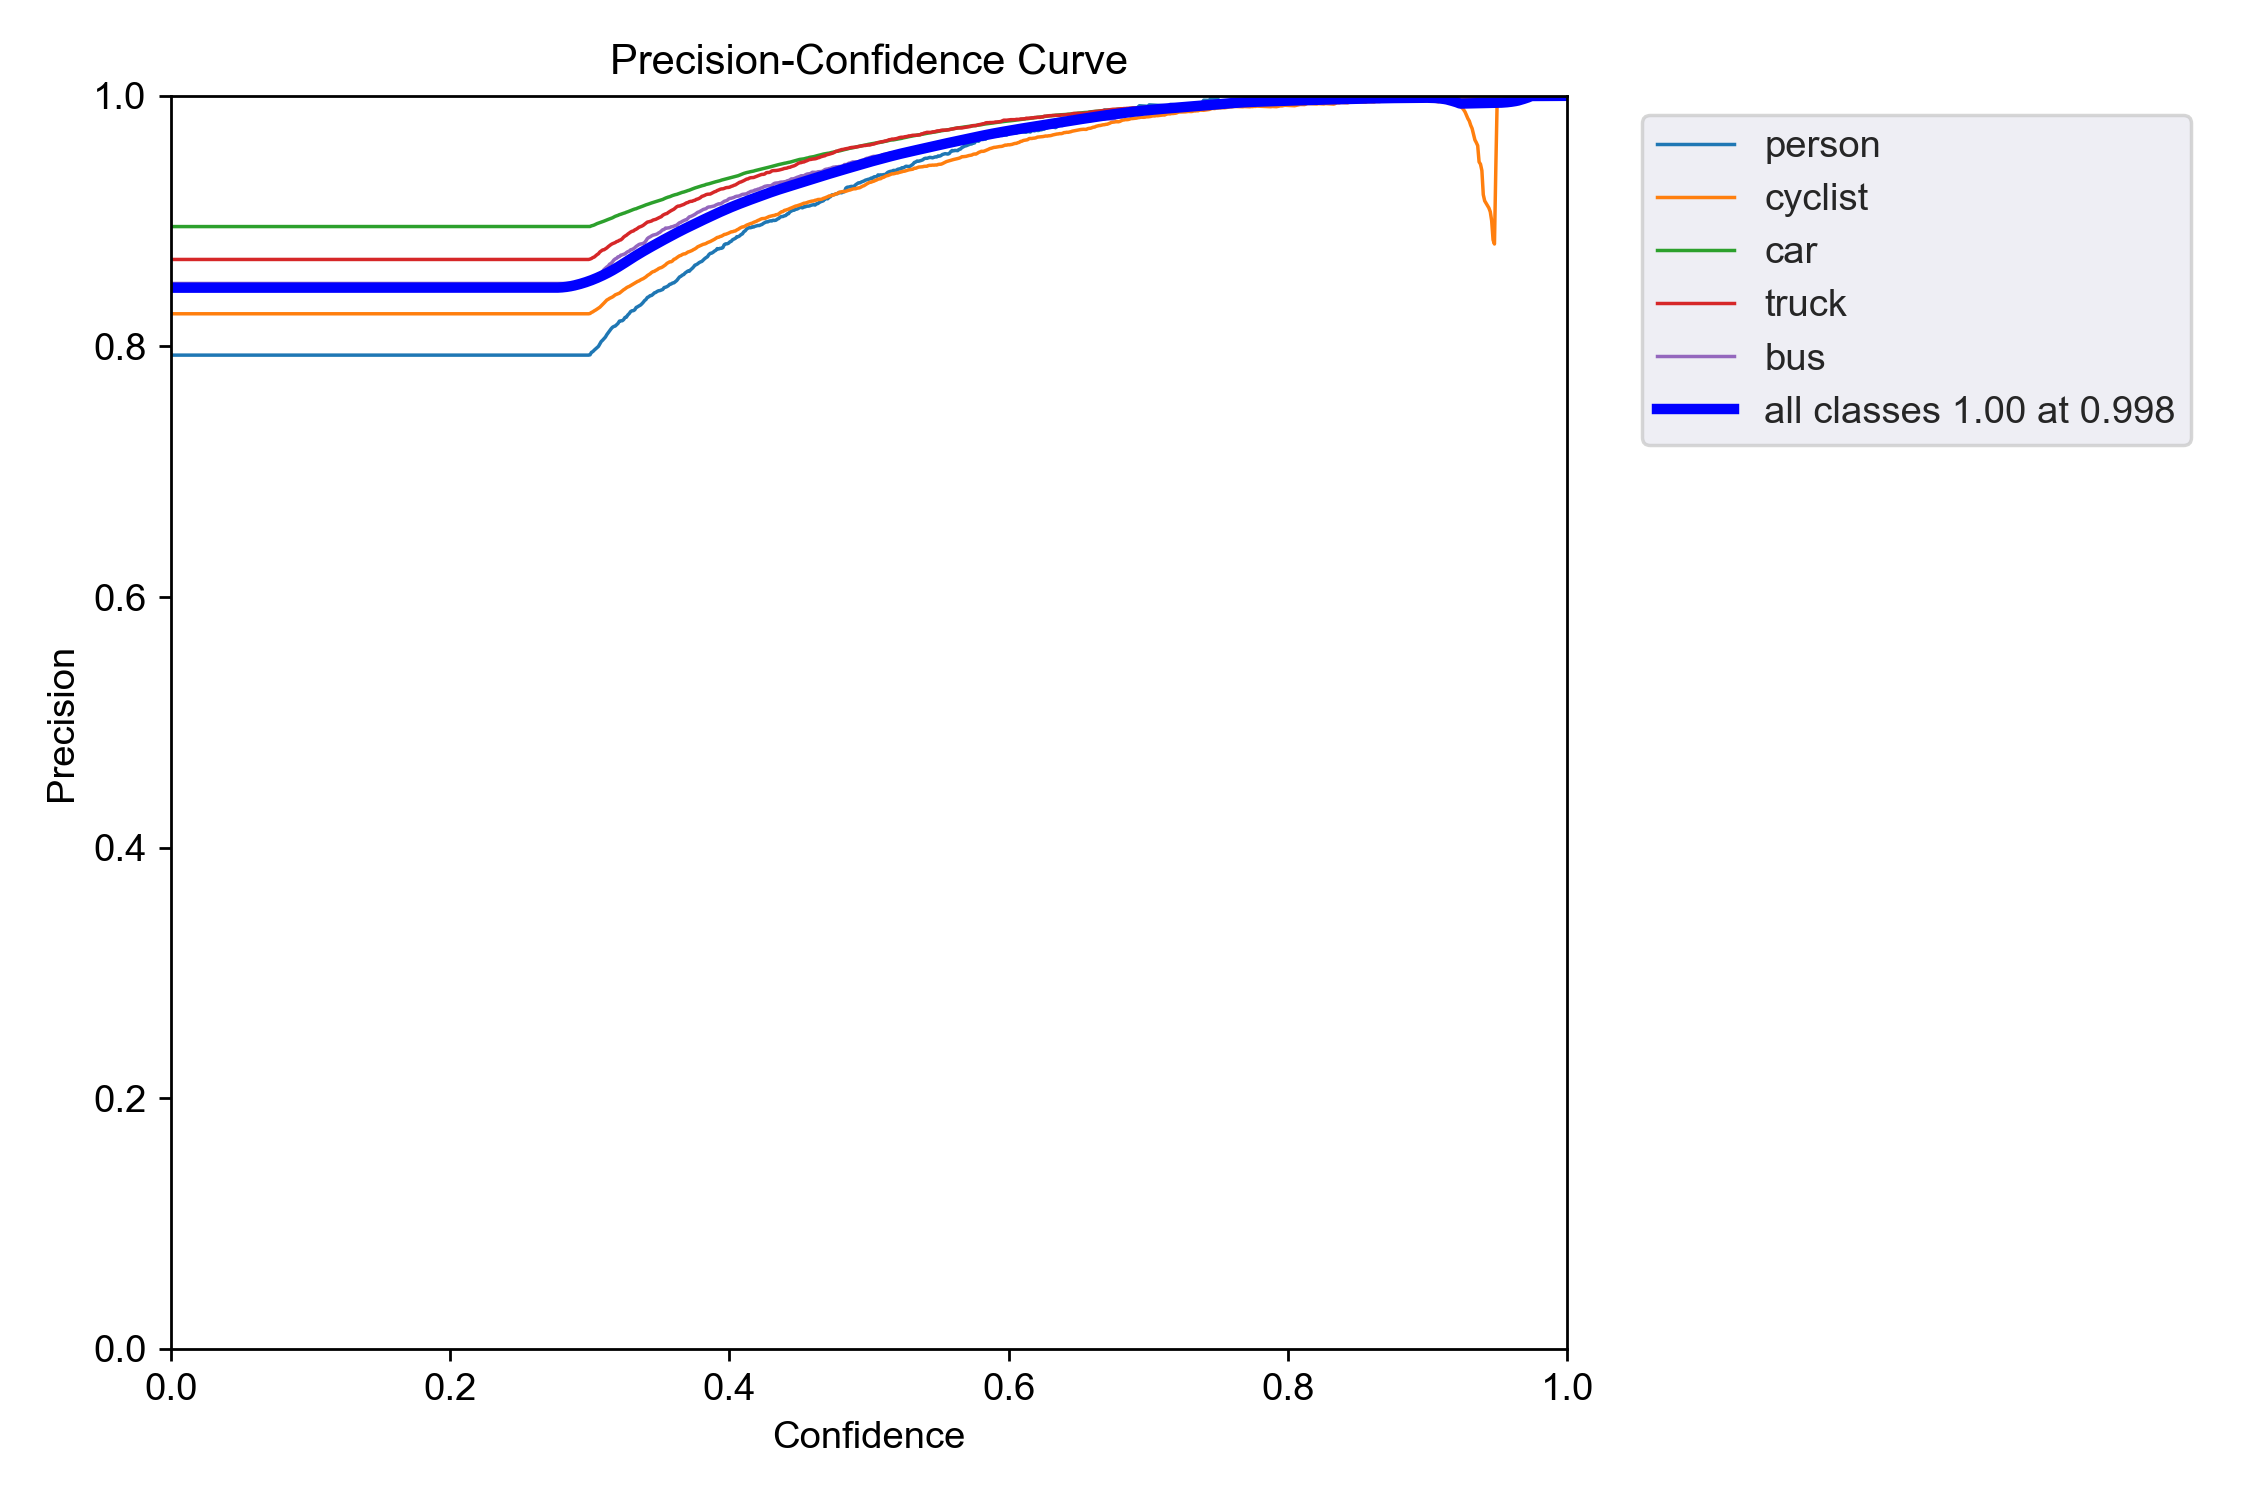 Precision-Confidence Curve
1.0
0.8
0.6
0.4
0.2
0.0
Precision
0.0 0.2 0.4 0.6 0.8 1.0
Confidence
person
cyclist
car
truck
bus
all classes 1.00 at 0.998